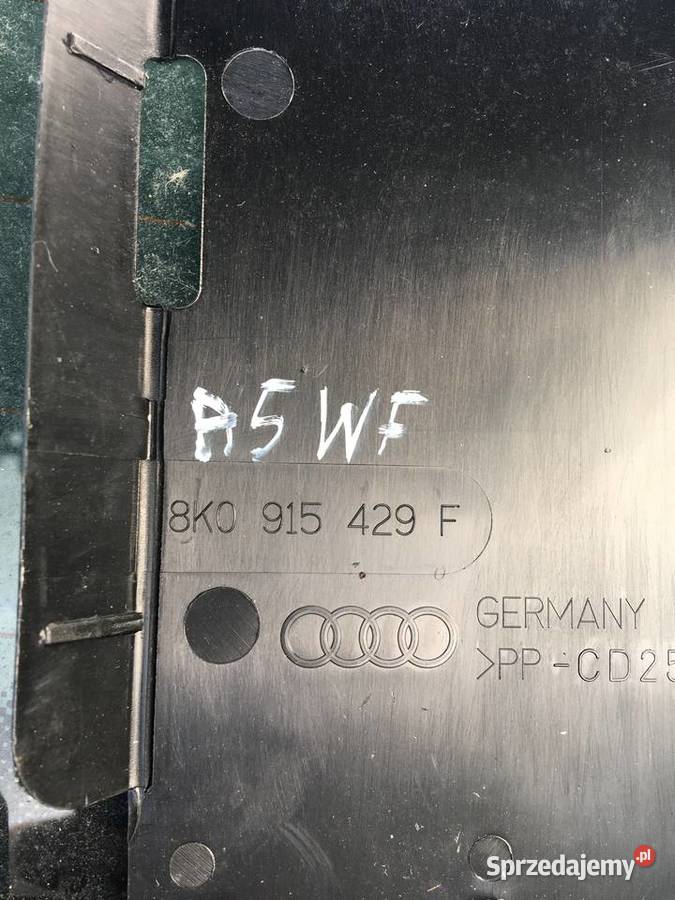 A5 WF
8K0 915 429 F
GERMANY
>PP-CD25
Sprzedajemy.pl